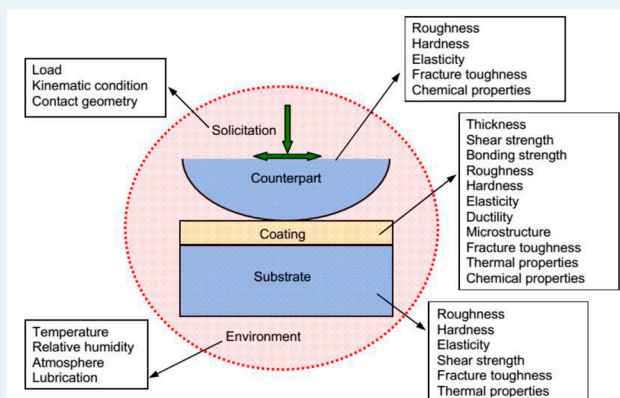 Load
Kinematic condition
Contact geometry
Roughness
Hardness
Elasticity
Fracture toughness
Chemical properties
Solicitation
Counterpart
Coating
Substrate
Environment
Thickness
Shear strength
Bonding strength
Roughness
Hardness
Elasticity
Ductility
Microstructure
Fracture toughness
Thermal properties
Chemical properties
Temperature
Relative humidity
Atmosphere
Lubrication
Roughness
Hardness
Elasticity
Shear strength
Fracture toughness
Thermal properties